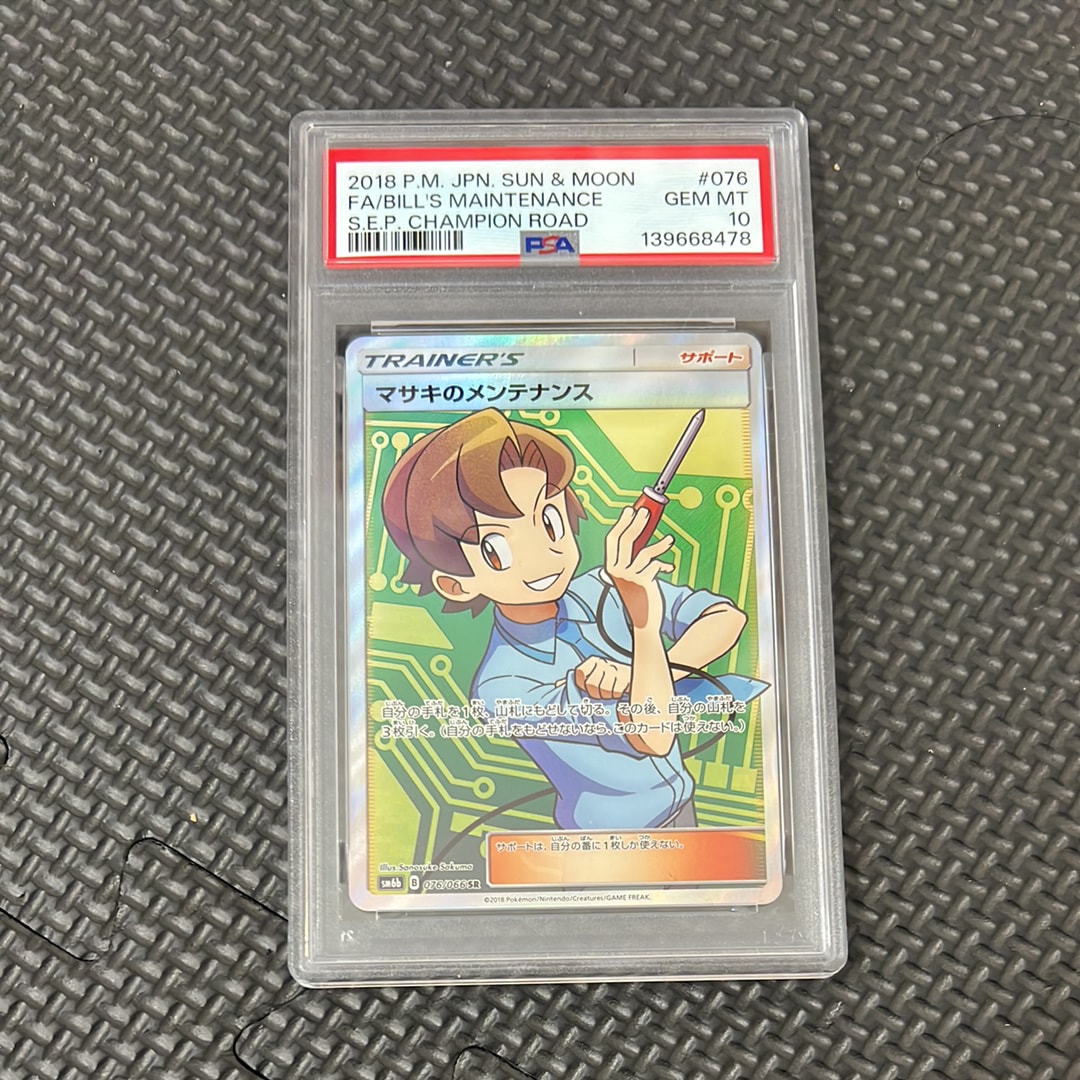 2018 P.M. JPN. SUN & MOON #076
FA/BILL'S MAINTENANCE GEM MT
S.E.P. CHAMPION ROAD 10
PSA 139668478
TRAINER'S サポート
マサキのメンテナンス
自分の手札を1枚、山札にもどして切る。その後、自分の山札を
3枚引く。(自分の手札をもどせないなら、このカードは使えない。)
サポートは、自分の番に1枚しか使えない。
Illus. Sanosuke Sakuma
sm6b B 076/066 SR
©2018 Pokémon/Nintendo/Creatures/GAME FREAK.